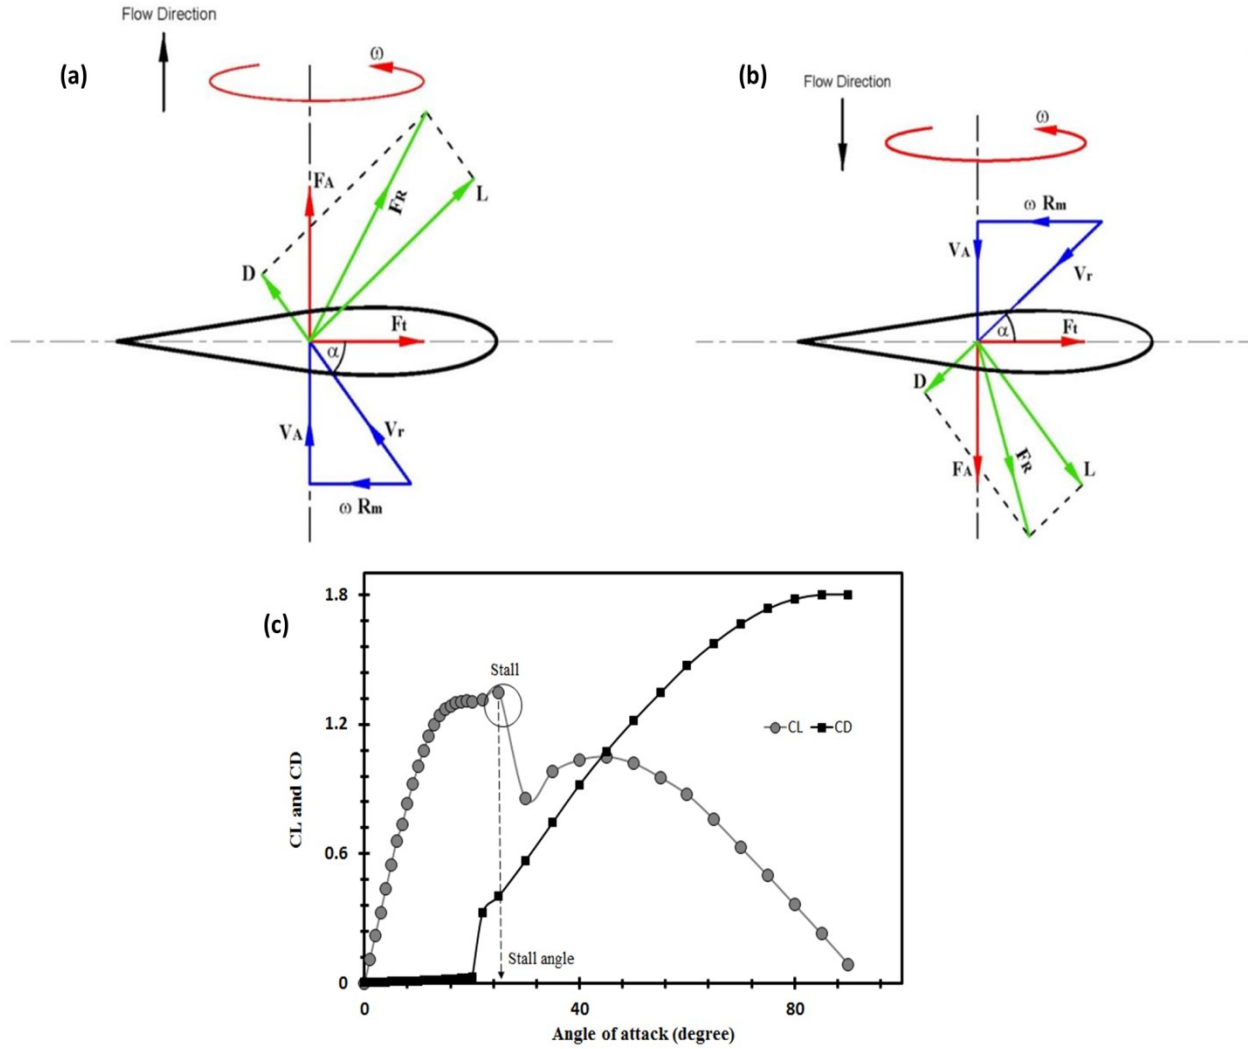 Flow Direction
(a)
ω
FA
FR
L
D
Ft
α
VA
Vr
ω Rm
(b)
Flow Direction
ω
ω Rm
VA
Vr
α
Ft
D
FA
FR
L
(c)
1.8
1.2
0.6
0
CL and CD
Stall
CL CD
Stall angle
0 40 80
Angle of attack (degree)